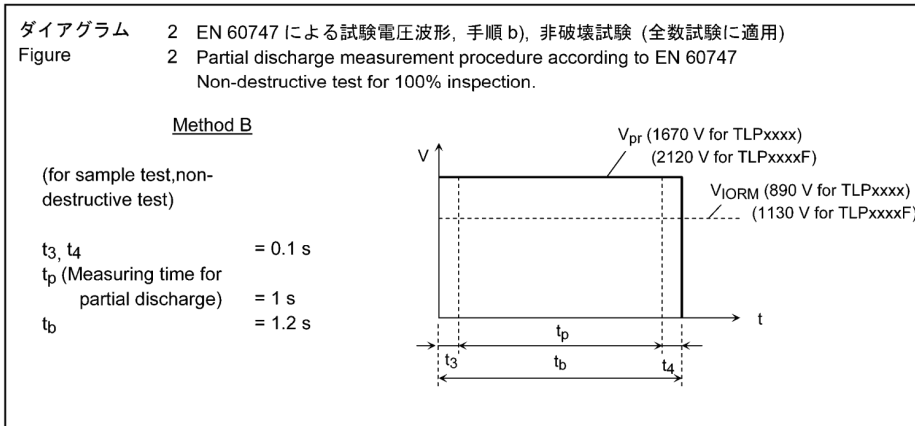 ダイアグラム 2 EN 60747 による試験電圧波形, 手順 b), 非破壊試験 (全数試験に適用)
Figure 2 Partial discharge measurement procedure according to EN 60747
Non-destructive test for 100% inspection.
Method B
(for sample test,non-
destructive test)
t3, t4 = 0.1 s
tp (Measuring time for
partial discharge) = 1 s
tb = 1.2 s
V
Vpr (1670 V for TLPxxxx)
(2120 V for TLPxxxxF)
VIORM (890 V for TLPxxxx)
(1130 V for TLPxxxxF)
t
tp
t3
tb
t4